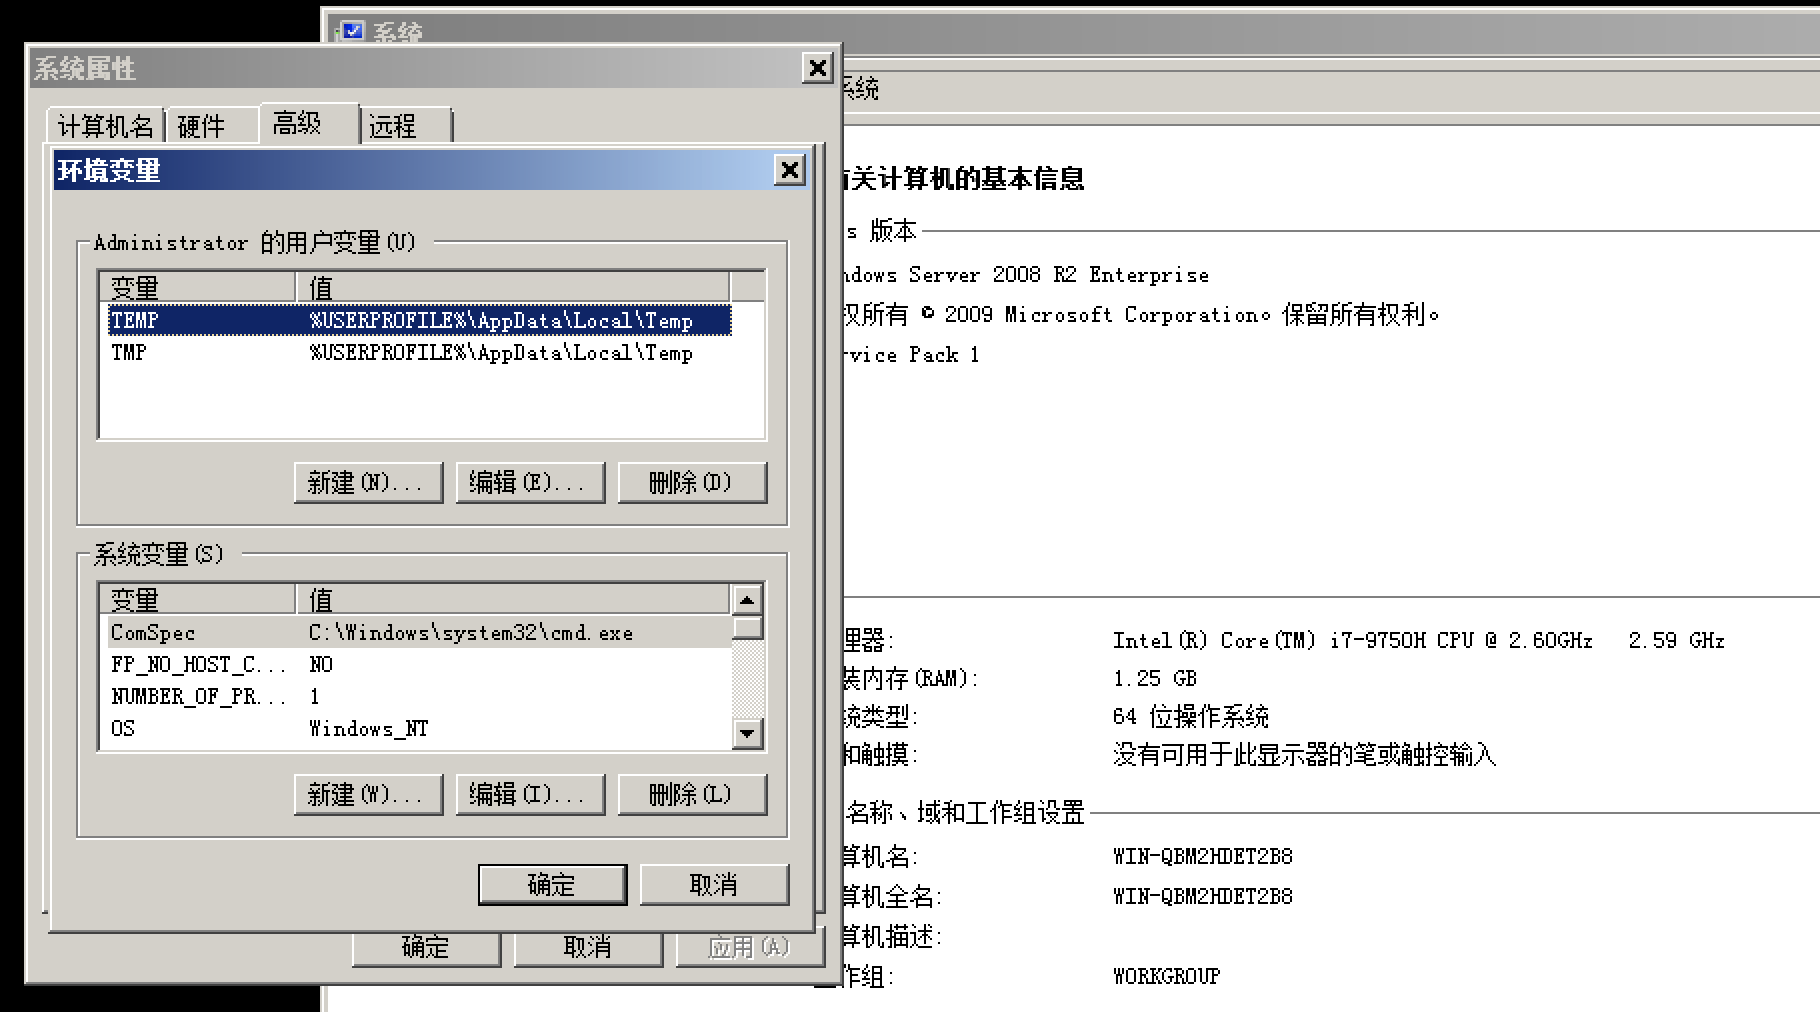 系统
系统属性
系统
计算机名 硬件 高级 远程
环境变量
有关计算机的基本信息
Administrator 的用户变量(U)
s 版本
变量 值
ndows Server 2008 R2 Enterprise
TEMP %USERPROFILE%\AppData\Local\Temp
权所有 © 2009 Microsoft Corporation。保留所有权利。
TMP %USERPROFILE%\AppData\Local\Temp
rvice Pack 1
新建(N)... 编辑(E)... 删除(D)
系统变量(S)
变量 值
ComSpec C:\Windows\system32\cmd.exe
理器: Intel(R) Core(TM) i7-9750H CPU @ 2.60GHz 2.59 GHz
FP_NO_HOST_C... NO
装内存(RAM): 1.25 GB
NUMBER_OF_PR... 1
统类型: 64 位操作系统
OS Windows_NT
和触摸: 没有可用于此显示器的笔或触控输入
新建(W)... 编辑(I)... 删除(L)
名称、域和工作组设置
算机名: WIN-QBM2HDET2B8
确定 取消
算机全名: WIN-QBM2HDET2B8
算机描述:
确定 取消 应用(A)
工作组: WORKGROUP